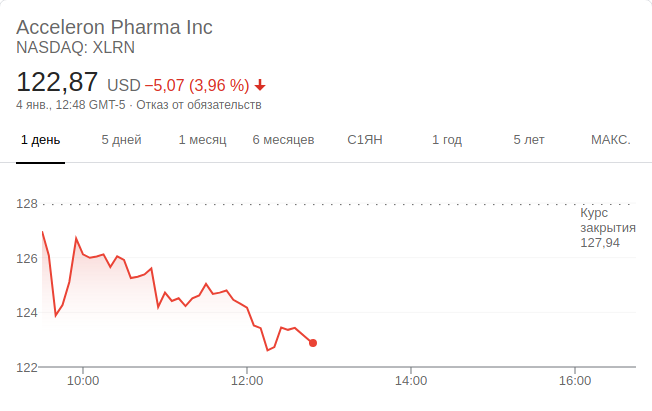 Acceleron Pharma Inc
NASDAQ: XLRN
122,87 USD −5,07 (3,96 %)
4 янв., 12:48 GMT-5 · Отказ от обязательств
1 день 5 дней 1 месяц 6 месяцев С1ЯН 1 год 5 лет МАКС.
128
Курс
закрытия
127,94
126
124
122
10:00 12:00 14:00 16:00